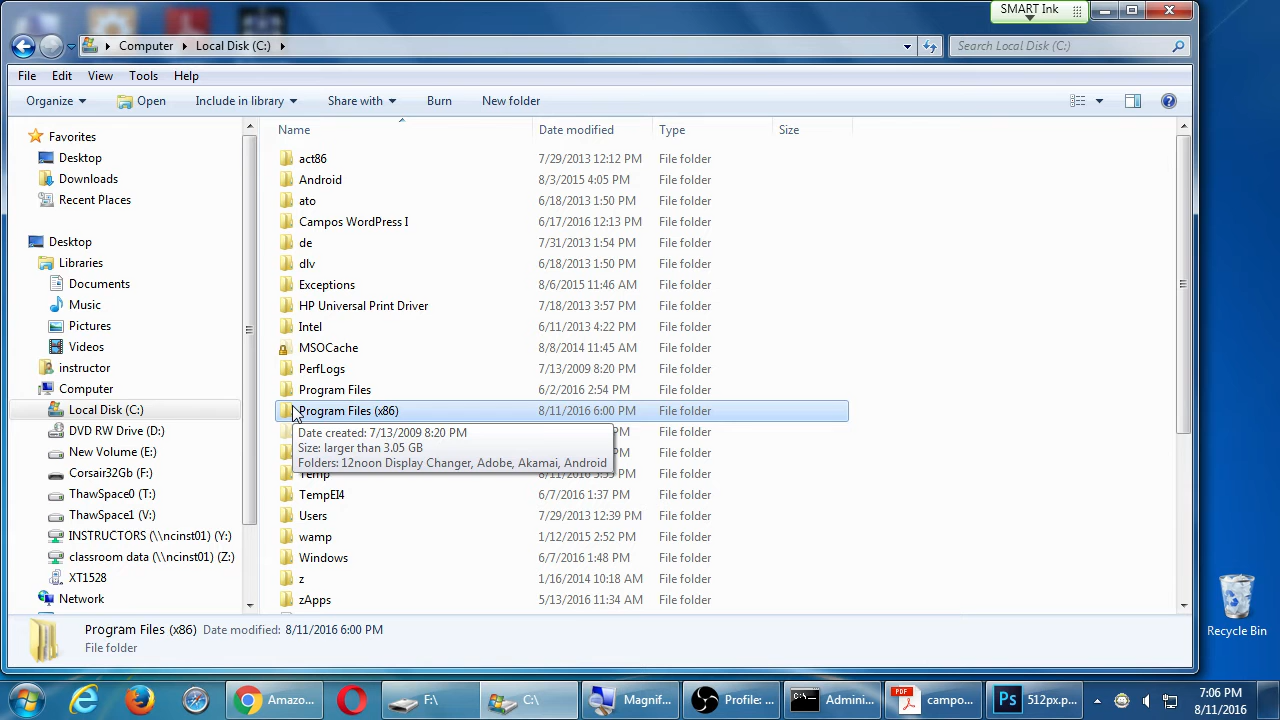 SMART Ink
Computer Local Disk (C:)
Search Local Disk (C:)
File Edit View Tools Help
Organize Open Include in library Share with Burn New folder
Name Date modified Type Size
Favorites
Desktop
Downloads
Recent Places
Desktop
Libraries
Documents
Music
Pictures
Videos
instructor
Computer
Local Disk (C:)
DVD RW Drive (D:)
New Volume (E:)
Corsair32Gb (F:)
ThawSpace0 (T:)
ThawSpace1 (V:)
INSTRUCTORS (\\ncinst01) (Y:)
classroom data (\\ncinst01) (Z:)
XT1528
Network
act86 7/29/2013 12:12 PM File folder
Android 8/3/2015 4:05 PM File folder
ato 6/18/2013 1:50 PM File folder
Campos WordPress I 6/17/2016 12:13 PM File folder
de 7/31/2013 1:54 PM File folder
dlv 6/18/2013 1:50 PM File folder
Exceptions 8/6/2015 11:46 AM File folder
HP Universal Print Driver 7/18/2013 3:57 PM File folder
Intel 6/11/2013 4:22 PM File folder
MSOCache 8/8/2014 11:45 AM File folder
PerfLogs 7/13/2009 8:20 PM File folder
Program Files 6/2/2016 2:54 PM File folder
Program Files (x86) 8/11/2016 6:00 PM File folder
PM File folder
PM File folder
Temp PM File folder
TempEI4 6/7/2016 1:37 PM File folder
Users 7/29/2013 12:39 PM File folder
wamp 1/12/2015 2:52 PM File folder
Windows 6/7/2016 1:48 PM File folder
z 1/16/2014 10:18 AM File folder
zApps 5/13/2016 11:34 AM File folder
Date created: 7/13/2009 8:20 PM
Size: larger than 3.05 GB
Folders: 12noon Display Changer, Adobe, Akamai, Android
Program Files (x86) Date modified: 8/11/2016 6:00 PM
File folder
Recycle Bin
Amazo... F:\ C:\ Magnif... Profile: ... Admini... campo... 512px.p...
7:06 PM
8/11/2016